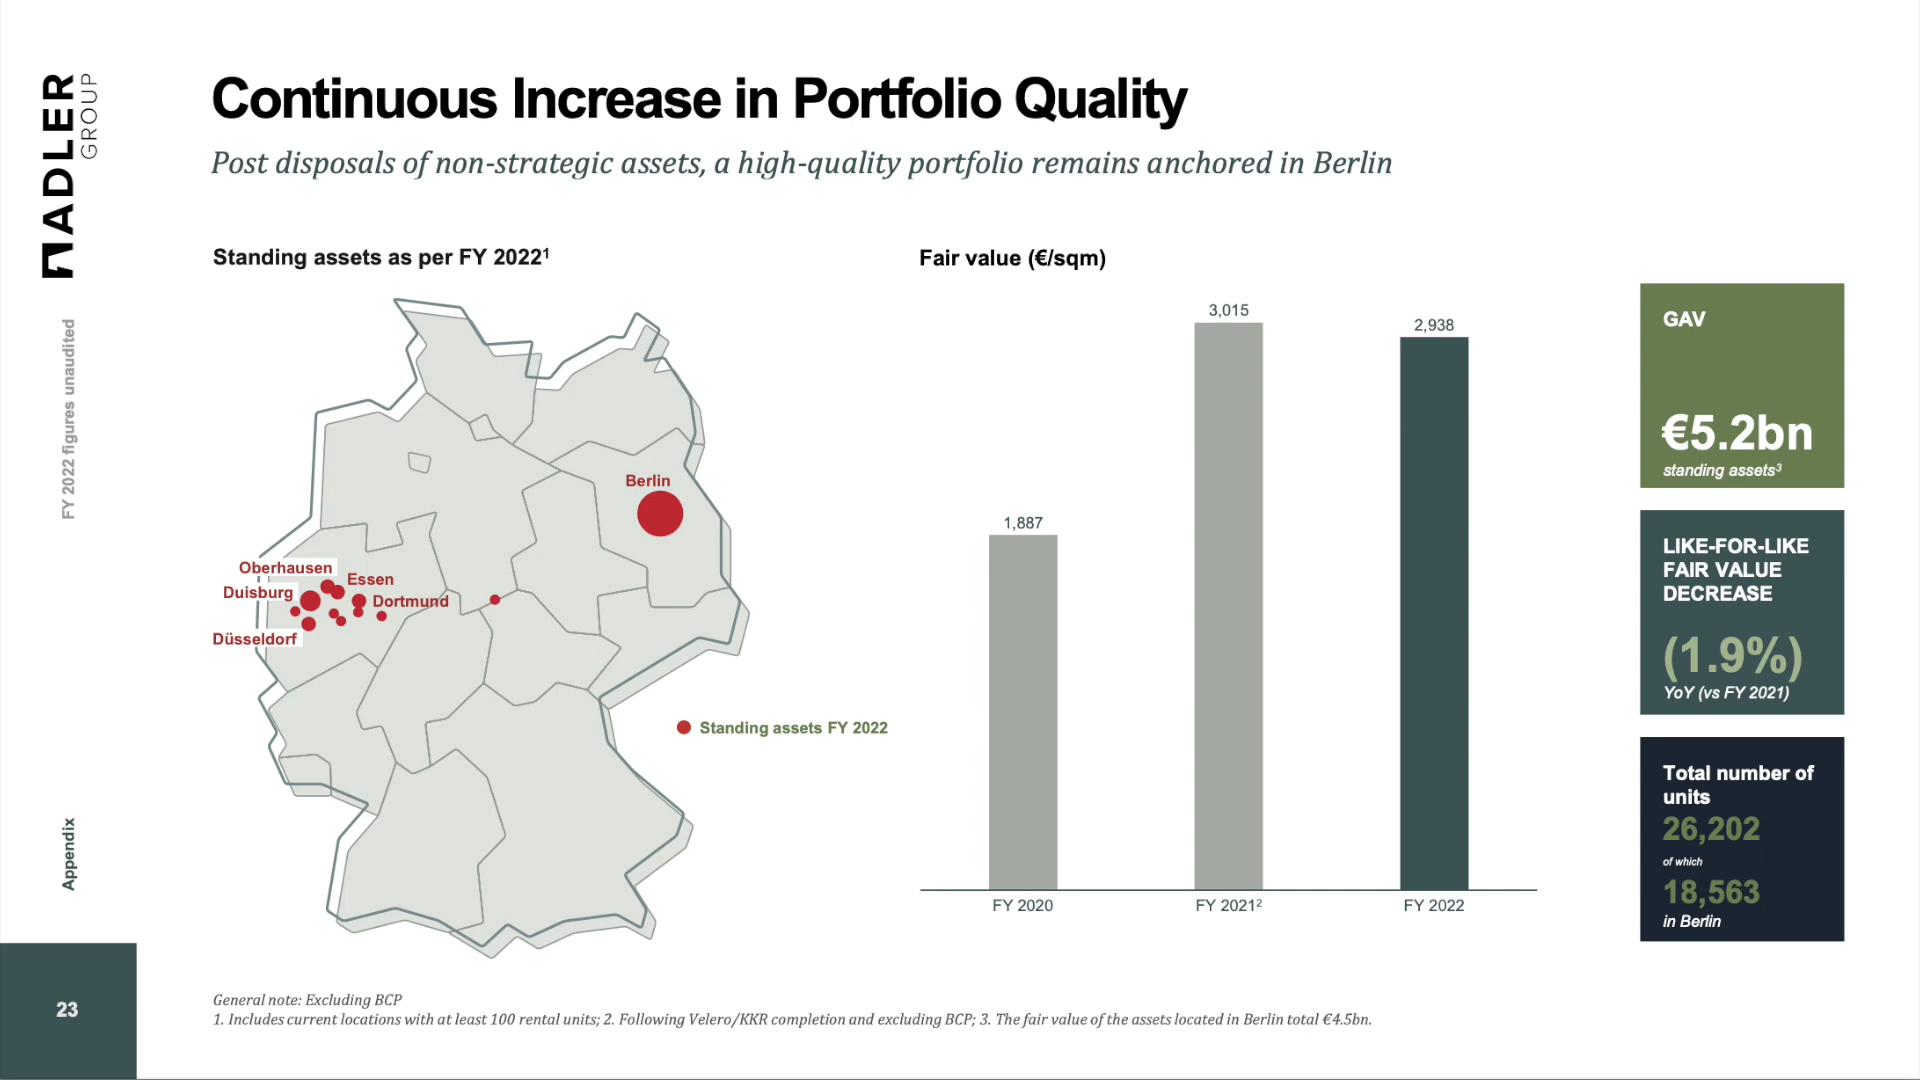 ADLER
GROUP
FY 2022 figures unaudited
Appendix
23
Continuous Increase in Portfolio Quality
Post disposals of non-strategic assets, a high-quality portfolio remains anchored in Berlin
Standing assets as per FY 2022¹
Berlin
Oberhausen
Essen
Duisburg
Dortmund
Düsseldorf
Standing assets FY 2022
Fair value (€/sqm)
1,887
3,015
2,938
FY 2020
FY 2021²
FY 2022
GAV
€5.2bn
standing assets³
LIKE-FOR-LIKE
FAIR VALUE
DECREASE
(1.9%)
YoY (vs FY 2021)
Total number of
units
26,202
of which
18,563
in Berlin
General note: Excluding BCP
1. Includes current locations with at least 100 rental units; 2. Following Velero/KKR completion and excluding BCP; 3. The fair value of the assets located in Berlin total €4.5bn.